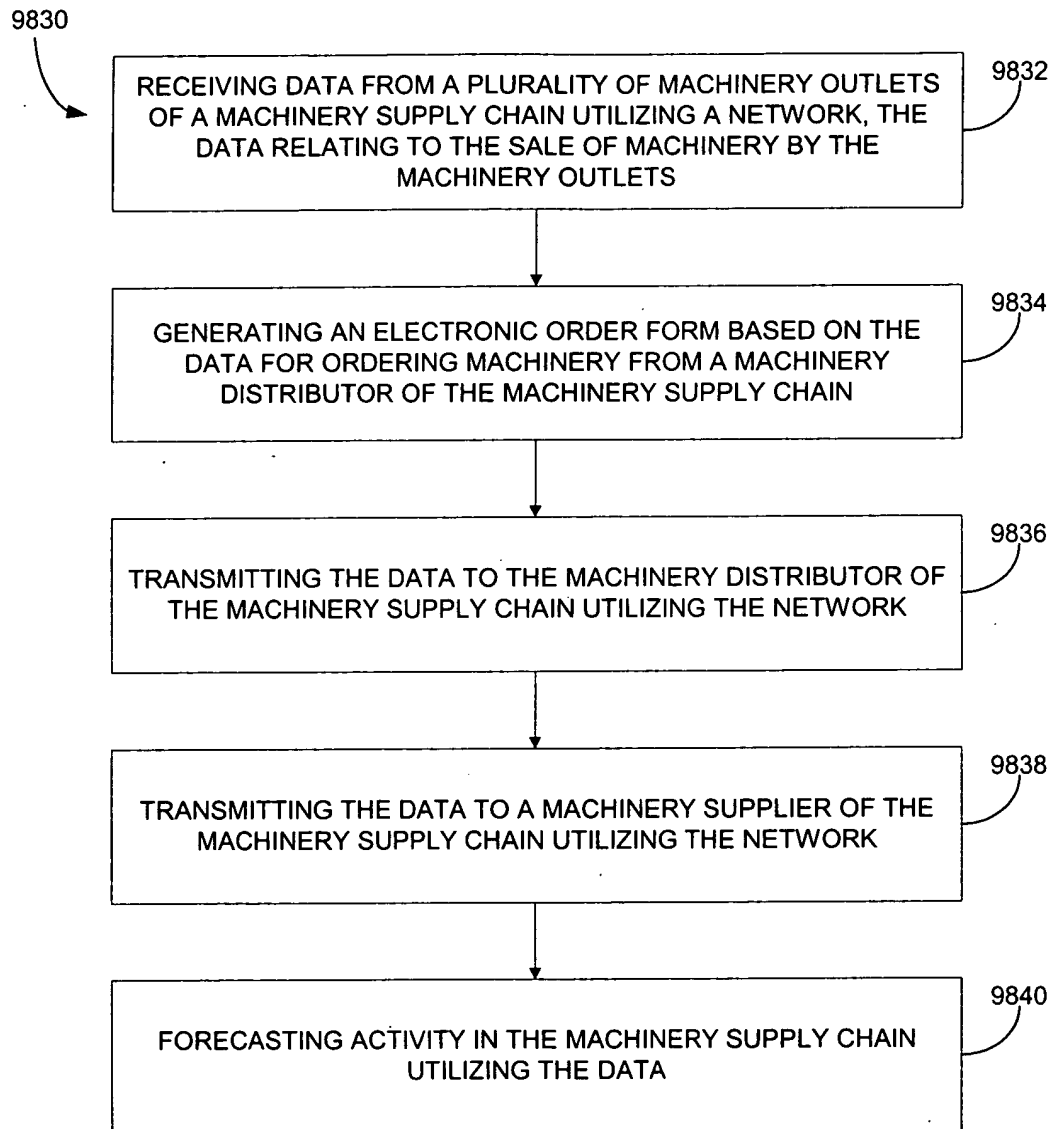 9830
9832
RECEIVING DATA FROM A PLURALITY OF MACHINERY OUTLETS
OF A MACHINERY SUPPLY CHAIN UTILIZING A NETWORK, THE
DATA RELATING TO THE SALE OF MACHINERY BY THE
MACHINERY OUTLETS
9834
GENERATING AN ELECTRONIC ORDER FORM BASED ON THE
DATA FOR ORDERING MACHINERY FROM A MACHINERY
DISTRIBUTOR OF THE MACHINERY SUPPLY CHAIN
9836
TRANSMITTING THE DATA TO THE MACHINERY DISTRIBUTOR OF
THE MACHINERY SUPPLY CHAIN UTILIZING THE NETWORK
9838
TRANSMITTING THE DATA TO A MACHINERY SUPPLIER OF THE
MACHINERY SUPPLY CHAIN UTILIZING THE NETWORK
9840
FORECASTING ACTIVITY IN THE MACHINERY SUPPLY CHAIN
UTILIZING THE DATA